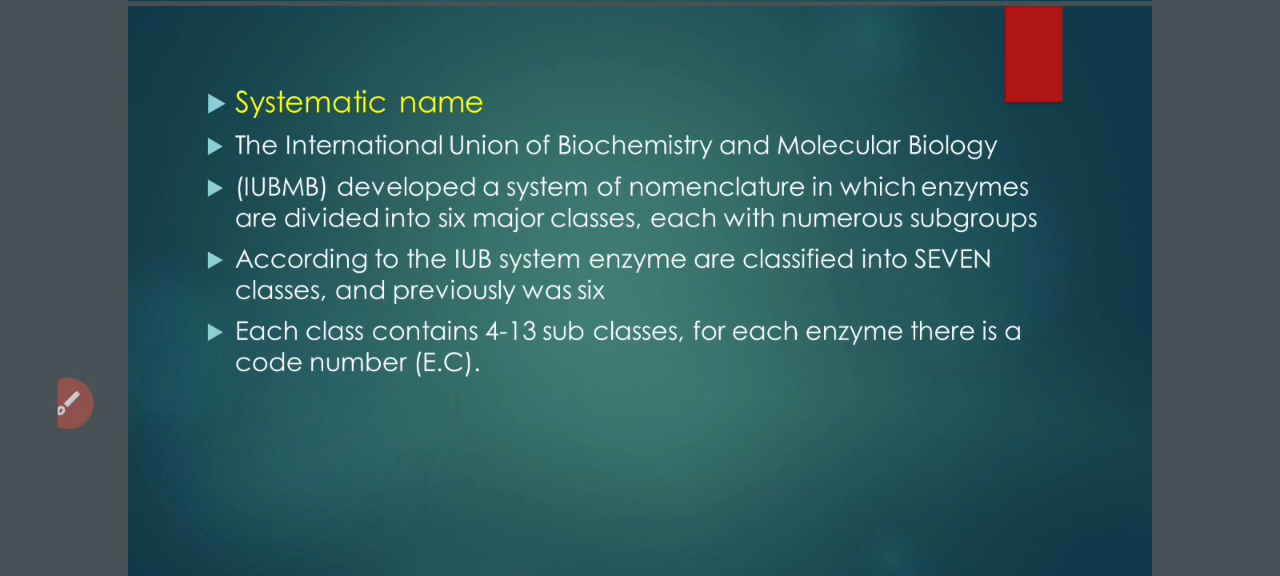 Systematic name
The International Union of Biochemistry and Molecular Biology
(IUBMB) developed a system of nomenclature in which enzymes
are divided into six major classes, each with numerous subgroups
According to the IUB system enzyme are classified into SEVEN
classes, and previously was six
Each class contains 4-13 sub classes, for each enzyme there is a
code number (E.C).